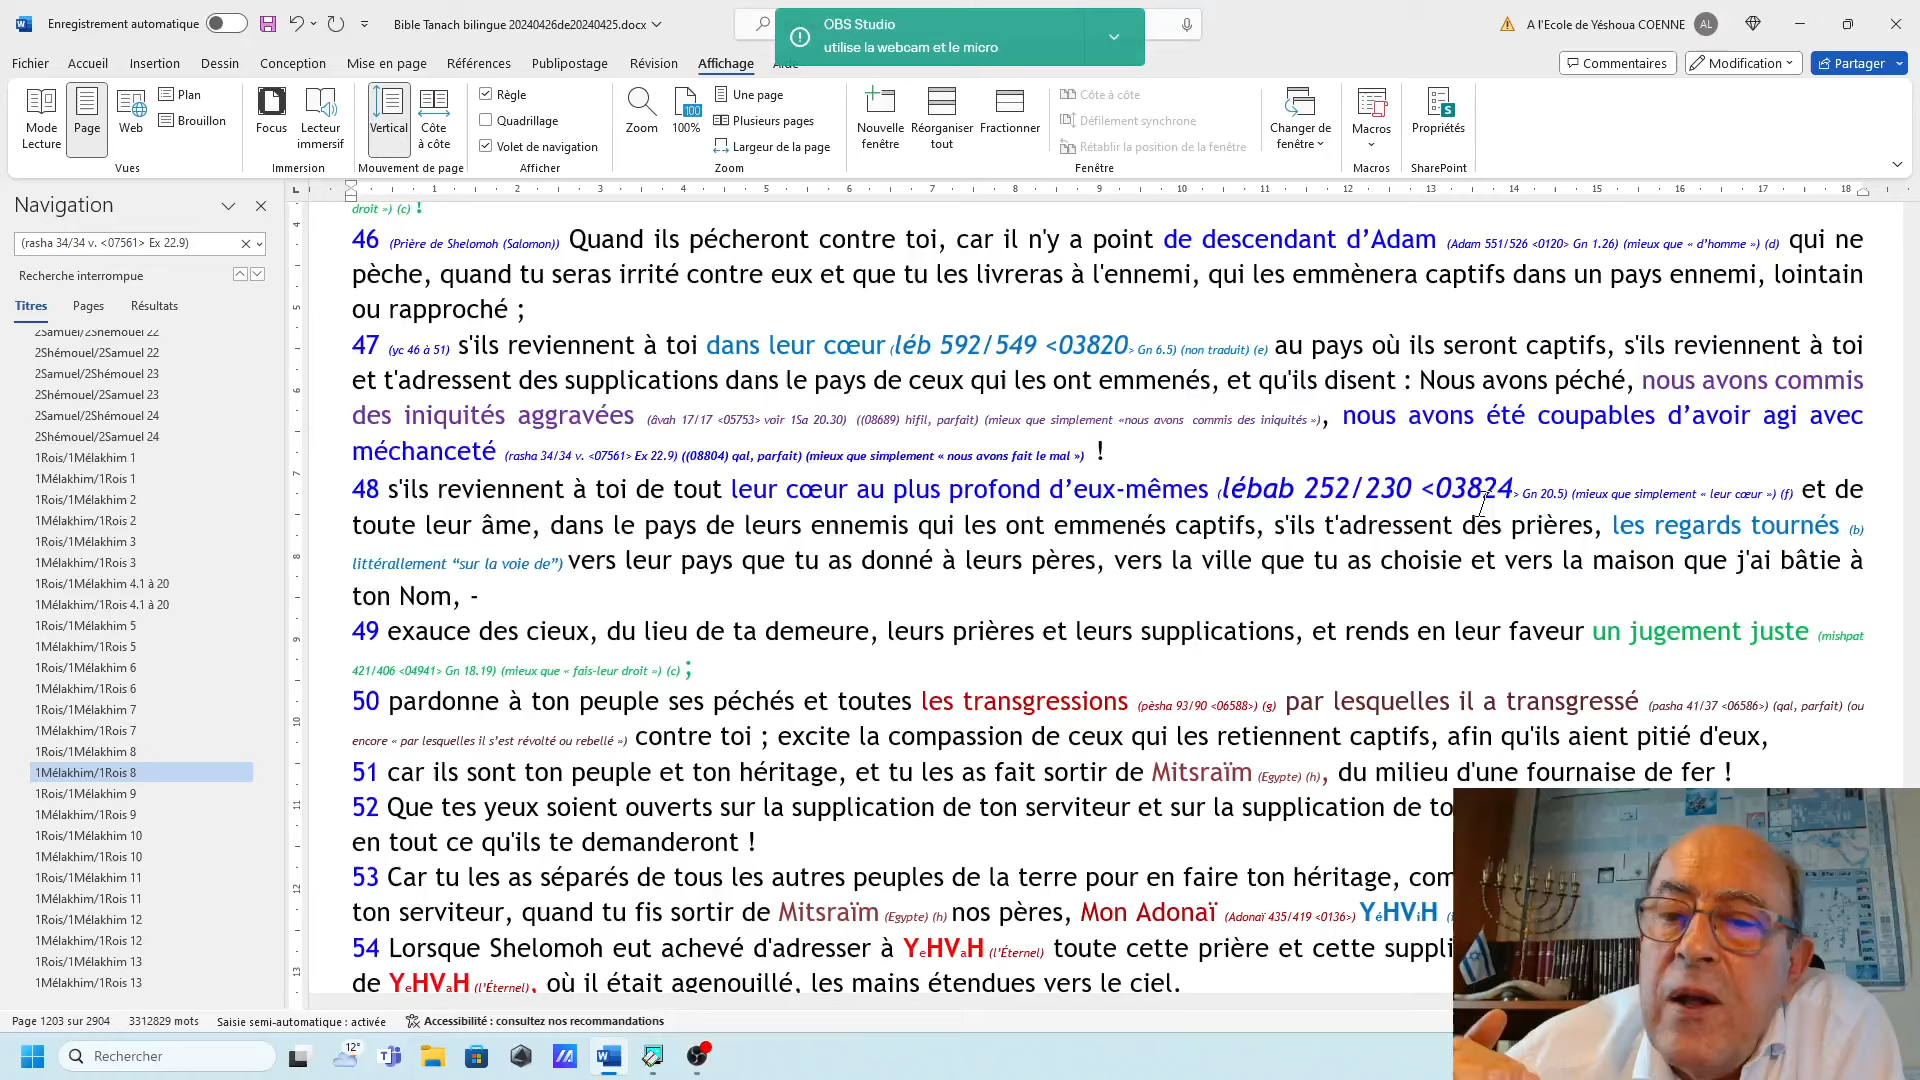 Enregistrement automatique
Bible Tanach bilingue 20240426de20240425.docx
OBS Studio
utilise la webcam et le micro
A l'Ecole de Yéshoua COENNE AL
Fichier Accueil Insertion Dessin Conception Mise en page Références Publipostage Révision Affichage Aide
Commentaires Modification Partager
Mode Lecture Page Web Plan Brouillon
Focus Lecteur immersif
Vertical Côte à côte
Règle
Quadrillage
Volet de navigation
Zoom 100% Une page
Plusieurs pages
Largeur de la page
Nouvelle fenêtre Réorganiser tout Fractionner
Côte à côte
Défilement synchrone
Rétablir la position de la fenêtre
Changer de fenêtre Macros Propriétés
Vues Immersion Mouvement de page Afficher Zoom Fenêtre Macros SharePoint
1 2 3 4 5 6 7 8 9 10 11 12 13 14 15 16 17 18
Navigation
(rasha 34/34 v. <07561> Ex 22.9)
Recherche interrompue
Titres Pages Résultats
2Samuel/2Shémouel 22
2Shémouel/2Samuel 22
2Samuel/2Shémouel 23
2Shémouel/2Samuel 23
2Samuel/2Shémouel 24
2Shémouel/2Samuel 24
1Rois/1Mélakhim 1
1Mélakhim/1Rois 1
1Rois/1Mélakhim 2
1Mélakhim/1Rois 2
1Rois/1Mélakhim 3
1Mélakhim/1Rois 3
1Rois/1Mélakhim 4.1 à 20
1Mélakhim/1Rois 4.1 à 20
1Rois/1Mélakhim 5
1Mélakhim/1Rois 5
1Rois/1Mélakhim 6
1Mélakhim/1Rois 6
1Rois/1Mélakhim 7
1Mélakhim/1Rois 7
1Rois/1Mélakhim 8
1Mélakhim/1Rois 8
1Rois/1Mélakhim 9
1Mélakhim/1Rois 9
1Rois/1Mélakhim 10
1Mélakhim/1Rois 10
1Rois/1Mélakhim 11
1Mélakhim/1Rois 11
1Rois/1Mélakhim 12
1Mélakhim/1Rois 12
1Rois/1Mélakhim 13
1Mélakhim/1Rois 13
droit ») (c) !
46 (Prière de Shelomoh (Salomon)) Quand ils pécheront contre toi, car il n'y a point de descendant d’Adam (Adam 551/526 <0120> Gn 1.26) (mieux que « d’homme ») (d) qui ne
pèche, quand tu seras irrité contre eux et que tu les livreras à l'ennemi, qui les emmènera captifs dans un pays ennemi, lointain
ou rapproché ;
47 (yc 46 à 51) s'ils reviennent à toi dans leur cœur (léb 592/549 <03820> Gn 6.5) (non traduit) (e) au pays où ils seront captifs, s'ils reviennent à toi
et t'adressent des supplications dans le pays de ceux qui les ont emmenés, et qu'ils disent : Nous avons péché, nous avons commis
des iniquités aggravées (âvah 17/17 <05753> voir 1Sa 20.30) ((08689) hifil, parfait) (mieux que simplement «nous avons commis des iniquités »), nous avons été coupables d’avoir agi avec
méchanceté (rasha 34/34 v. <07561> Ex 22.9) ((08804) qal, parfait) (mieux que simplement « nous avons fait le mal ») !
48 s'ils reviennent à toi de tout leur cœur au plus profond d’eux-mêmes (lébab 252/230 <03824> Gn 20.5) (mieux que simplement « leur cœur ») (f) et de
toute leur âme, dans le pays de leurs ennemis qui les ont emmenés captifs, s'ils t'adressent des prières, les regards tournés (b)
littérallement “sur la voie de”) vers leur pays que tu as donné à leurs pères, vers la ville que tu as choisie et vers la maison que j'ai bâtie à
ton Nom, -
49 exauce des cieux, du lieu de ta demeure, leurs prières et leurs supplications, et rends en leur faveur un jugement juste (mishpat
421/406 <04941> Gn 18.19) (mieux que « fais-leur droit ») (c) ;
50 pardonne à ton peuple ses péchés et toutes les transgressions (pèsha 93/90 <06588>) (g) par lesquelles il a transgressé (pasha 41/37 <06586>) (qal, parfait) (ou
encore « par lesquelles il s’est révolté ou rebellé ») contre toi ; excite la compassion de ceux qui les retiennent captifs, afin qu'ils aient pitié d'eux,
51 car ils sont ton peuple et ton héritage, et tu les as fait sortir de Mitsraïm (Egypte) (h), du milieu d'une fournaise de fer !
52 Que tes yeux soient ouverts sur la supplication de ton serviteur et sur la supplication de to
en tout ce qu'ils te demanderont !
53 Car tu les as séparés de tous les autres peuples de la terre pour en faire ton héritage, com
ton serviteur, quand tu fis sortir de Mitsraïm (Egypte) (h) nos pères, Mon Adonaï (Adonaï 435/419 <0136>) YéHViH
54 Lorsque Shelomoh eut achevé d'adresser à YeHVaH (l’Éternel) toute cette prière et cette suppli
de YeHVaH (l’Éternel), où il était agenouillé, les mains étendues vers le ciel.
Page 1203 sur 2904 3312829 mots Saisie semi-automatique : activée Accessibilité : consultez nos recommandations
Rechercher 12°